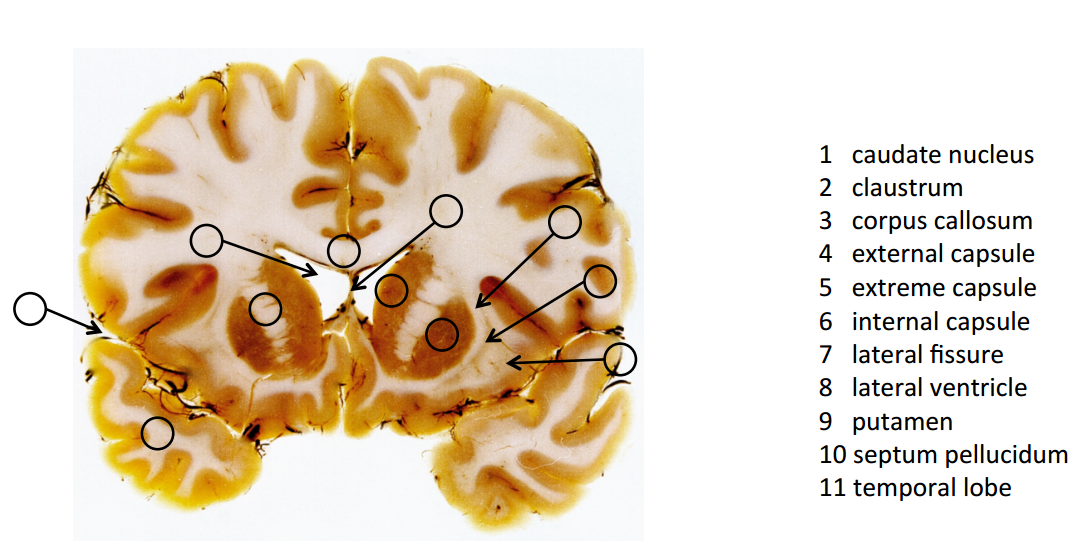 1 caudate nucleus
2 claustrum
3 corpus callosum
4 external capsule
5 extreme capsule
6 internal capsule
7 lateral fissure
8 lateral ventricle
9 putamen
10 septum pellucidum
11 temporal lobe